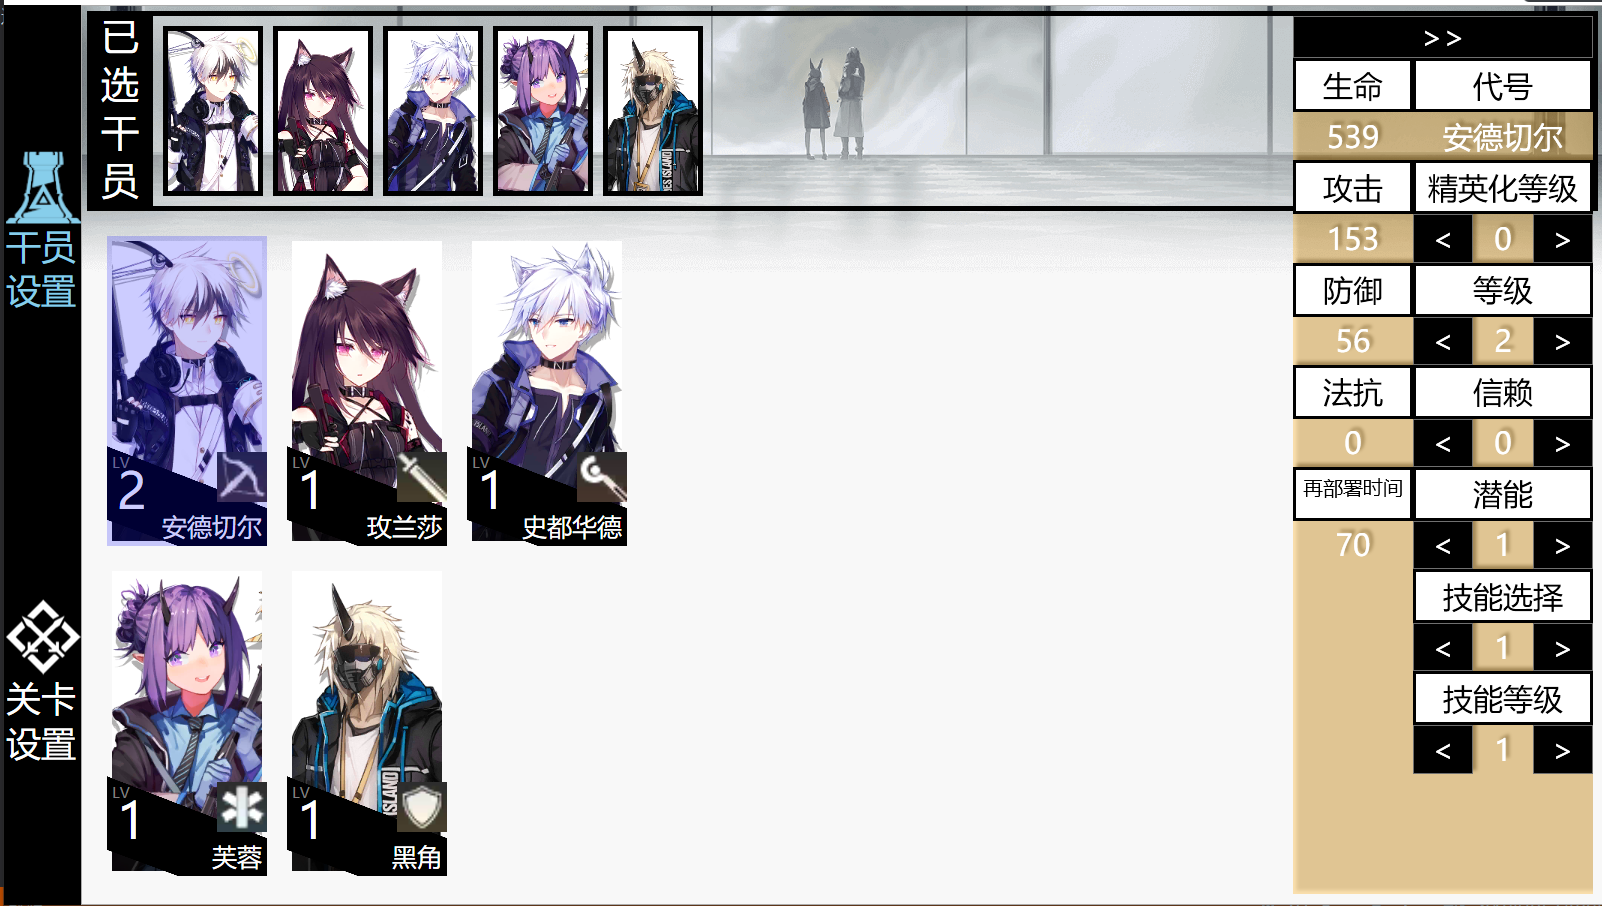 已选干员
干员
设置
关卡
设置
LV
2
安德切尔
LV
1
玫兰莎
LV
1
史都华德
LV
1
芙蓉
LV
1
黑角
>>
生命 代号
539 安德切尔
攻击 精英化等级
153 < 0 >
防御 等级
56 < 2 >
法抗 信赖
0 < 0 >
再部署时间 潜能
70 < 1 >
技能选择
< 1 >
技能等级
< 1 >